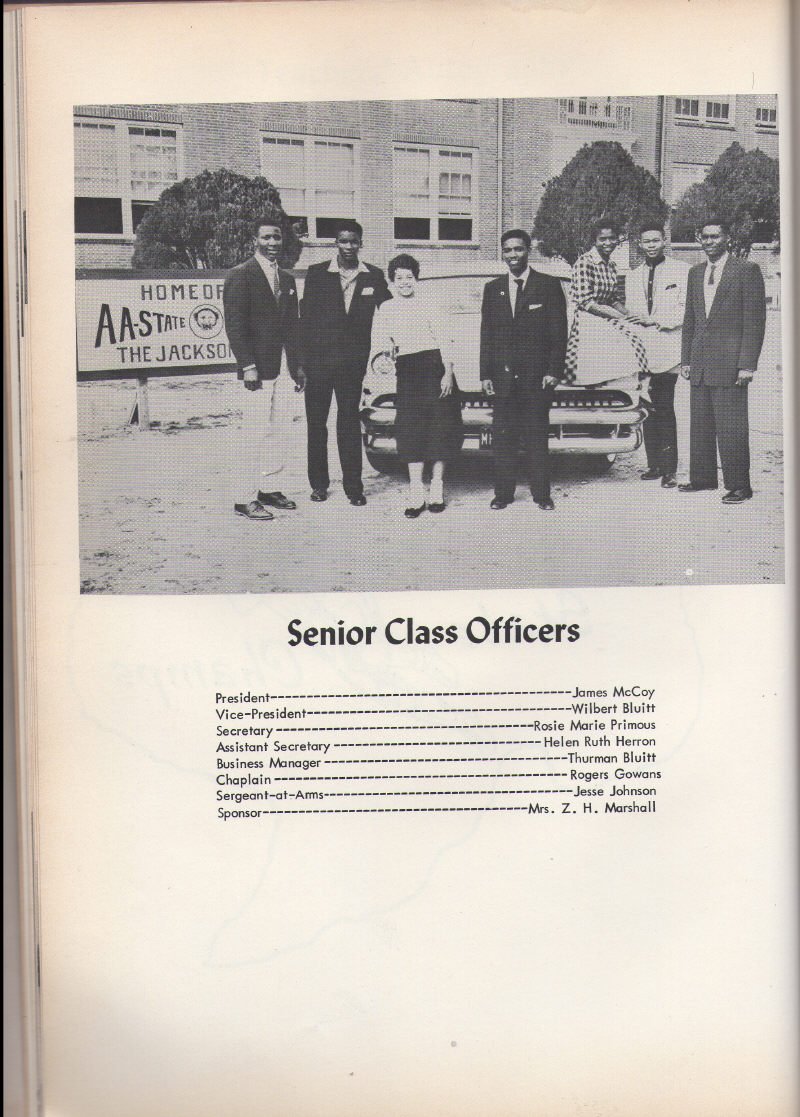 HOME OF
AA-STATE
THE JACKSON
Senior Class Officers
President--------------------------------------------------James McCoy
Vice-President--------------------------------------------Wilbert Bluitt
Secretary -------------------------------------------Rosie Marie Primous
Assistant Secretary ----------------------------------- Helen Ruth Herron
Business Manager ----------------------------------------Thurman Bluitt
Chaplain ------------------------------------------------- Rogers Gowans
Sergeant-at-Arms-----------------------------------------Jesse Johnson
Sponsor--------------------------------------------Mrs. Z. H. Marshall